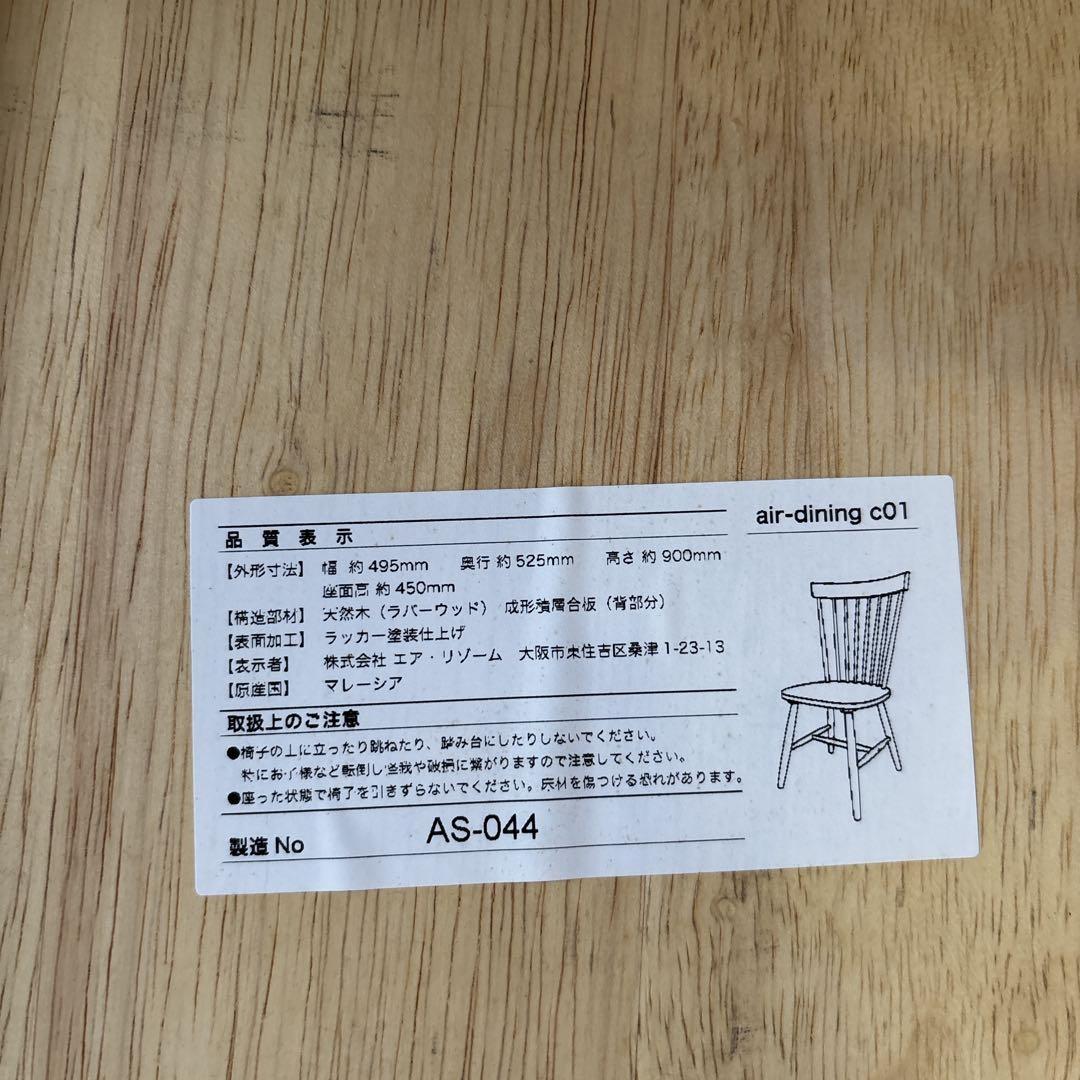 air-dining c01
品質表示
【外形寸法】 幅 約495mm 奥行 約525mm 高さ 約900mm
座面高 約450mm
【構造部材】 天然木（ラバーウッド） 成形積層合板（背部分）
【表面加工】 ラッカー塗装仕上げ
【表示者】 株式会社 エア・リゾーム 大阪市東住吉区桑津1-23-13
【原産国】 マレーシア
取扱上のご注意
●椅子の上に立ったり跳ねたり、踏み台にしたりしないでください。
特にお子様など転倒し怪我や破損に繋がりますので注意してください。
●座った状態で椅子を引きずらないでください。床材を傷つける恐れがあります。
製造No AS-044